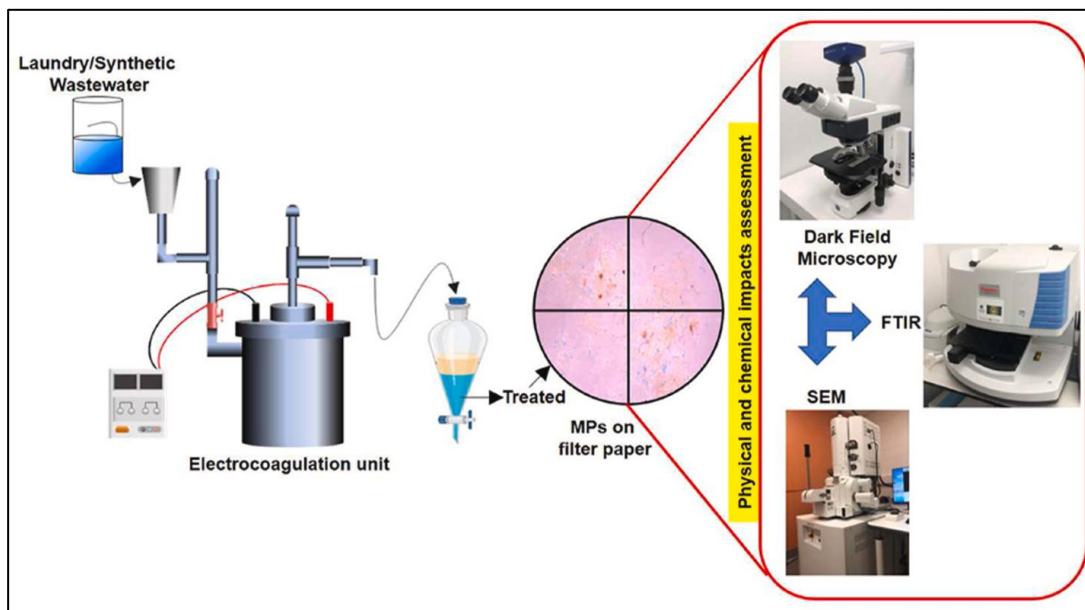 Laundry/Synthetic
Wastewater
Electrocoagulation unit
Treated
MPs on
filter paper
Physical and chemical impacts assessment
Dark Field
Microscopy
FTIR
SEM